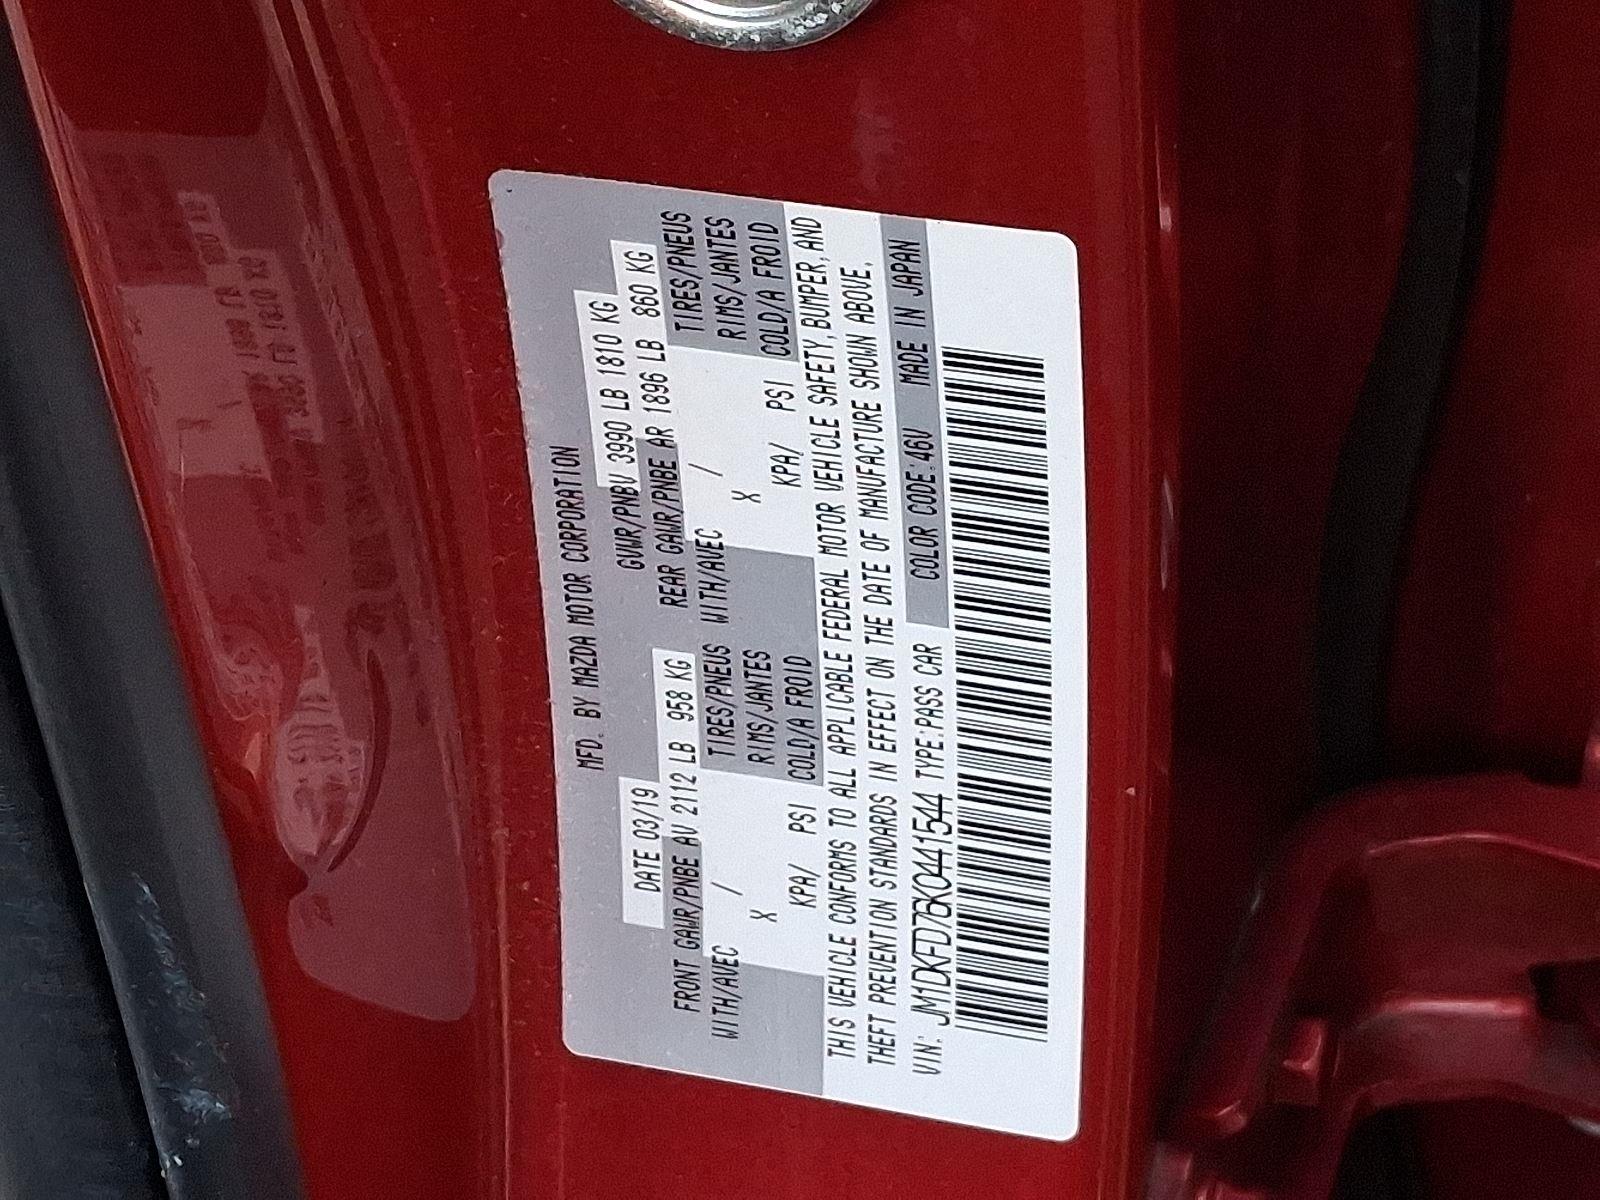 MFD. BY MAZDA MOTOR CORPORATION
DATE 03/19 GVWR/PNBV 3990 LB 1810 KG
FRONT GAWR/PNBE AV 2112 LB 958 KG REAR GAWR/PNBE AR 1896 LB 860 KG
WITH/AVEC / TIRES/PNEUS WITH/AVEC / TIRES/PNEUS
X RIMS/JANTES X RIMS/JANTES
KPA/ PSI COLD/A FROID KPA/ PSI COLD/A FROID
THIS VEHICLE CONFORMS TO ALL APPLICABLE FEDERAL MOTOR VEHICLE SAFETY, BUMPER, AND
THEFT PREVENTION STANDARDS IN EFFECT ON THE DATE OF MANUFACTURE SHOWN ABOVE.
VIN: JM1DKFD76K0441544 TYPE:PASS CAR COLOR CODE:46V MADE IN JAPAN